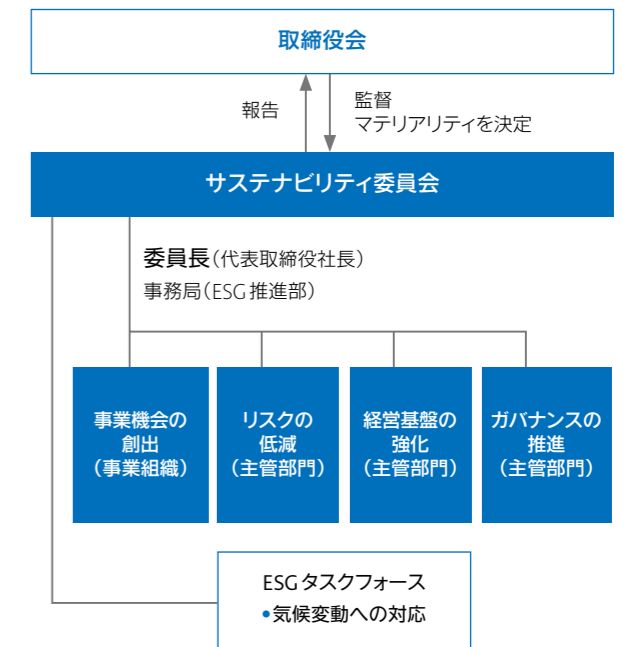 取締役会
報告
監督
マテリアリティを決定
サステナビリティ委員会
委員長（代表取締役社長）
事務局（ESG推進部）
事業機会の
創出
（事業組織）
リスクの
低減
（主管部門）
経営基盤の
強化
（主管部門）
ガバナンスの
推進
（主管部門）
ESGタスクフォース
•気候変動への対応